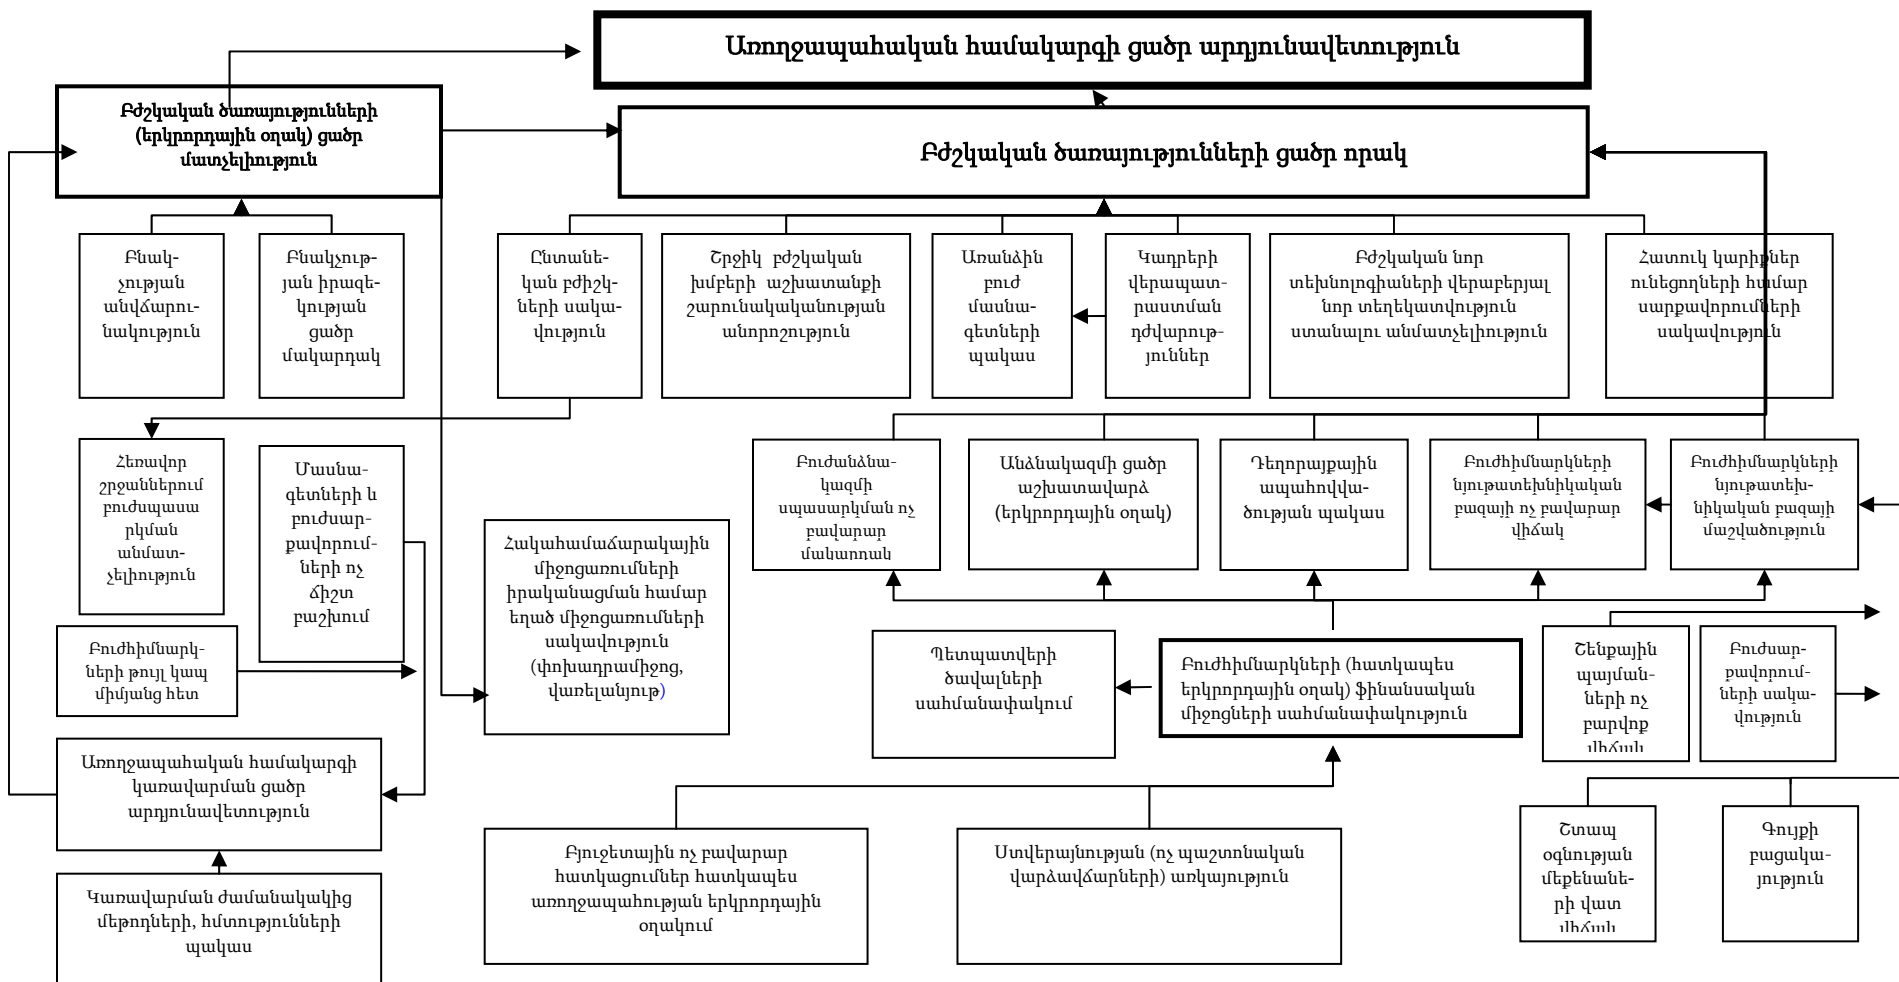 Առողջապահական համակարգի ցածր արդյունավետություն
Բժշկական ծառայությունների
(երկրորդային օղակ) ցածր
մատչելիություն
Բժշկական ծառայությունների ցածր որակ
Բնակ-
չության
անվճարու-
նակություն
Բնակչութ-
յան իրազե-
կության
ցածր
մակարդակ
Ընտանե-
կան բժիշկ-
ների սակա-
վություն
Շրջիկ բժշկական
խմբերի աշխատանքի
շարունակականության
անորոշություն
Առանձին
բուժ
մասնա-
գետների
պակաս
Կադրերի
վերապատ-
րաստման
դժվարութ-
յուններ
Բժշկական նոր
տեխնոլոգիաների վերաբերյալ
նոր տեղեկատվություն
ստանալու անմատչելիություն
Հատուկ կարիքներ
ունեցողների համար
սարքավորումների
սակավություն
Հեռավոր
շրջաններում
բուժսպասա
րկման
անմատ-
չելիություն
Մասնա-
գետների և
բուժսար-
քավորում-
ների ոչ
ճիշտ
բաշխում
Հակահամաճարակային
միջոցառումների
իրականացման համար
եղած միջոցառումների
սակավություն
(փոխադրամիջոց,
վառելանյութ)
Բուժանձնա-
կազմի
սպասարկման ոչ
բավարար
մակարդակ
Անձնակազմի ցածր
աշխատավարձ
(երկրորդային օղակ)
Դեղորայքային
ապահովվա-
ծության պակաս
Բուժհիմնարկների
նյութատեխնիկական
բազայի ոչ բավարար
վիճակ
Բուժհիմնարկների
նյութատեխ-
նիկական բազայի
մաշվածություն
Բուժհիմնարկ-
ների թույլ կապ
միմյանց հետ
Պետպատվերի
ծավալների
սահմանափակում
Բուժհիմնարկների (հատկապես
երկրորդային օղակ) ֆինանսական
միջոցների սահմանափակություն
Շենքային
պայման-
ների ոչ
բարվոք
վիճակ
Բուժսար-
քավորում-
ների սակա-
վություն
Առողջապահական համակարգի
կառավարման ցածր
արդյունավետություն
Բյուջետային ոչ բավարար
հատկացումներ հատկապես
առողջապահության երկրորդային
օղակում
Ստվերայնության (ոչ պաշտոնական
վարձավճարների) առկայություն
Շտապ
օգնության
մեքենանե-
րի վատ
վիճակ
Գույքի
բացակա-
յություն
Կառավարման ժամանակակից
մեթոդների, հմտությունների
պակաս